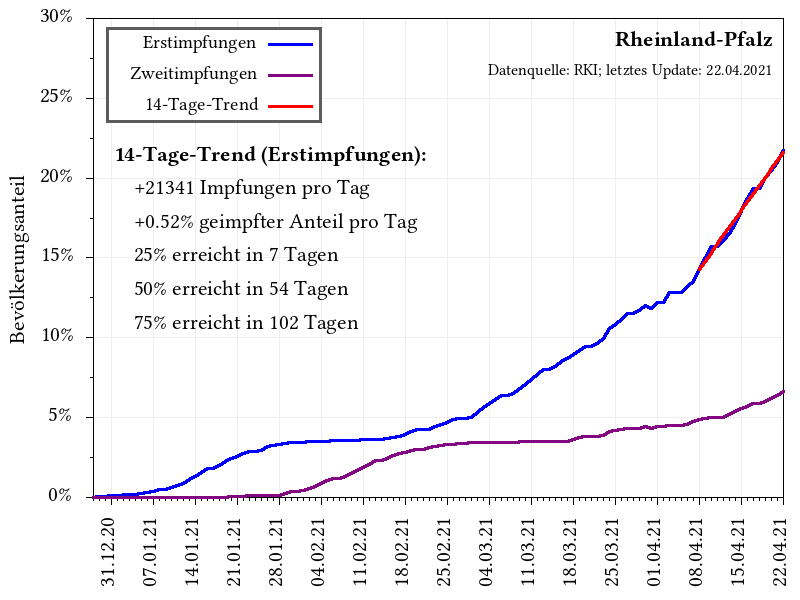 30%
25%
20%
15%
10%
5%
0%
Bevölkerungsanteil
Erstimpfungen
Zweitimpfungen
14-Tage-Trend
Rheinland-Pfalz
Datenquelle: RKI; letztes Update: 22.04.2021
14-Tage-Trend (Erstimpfungen):
+21341 Impfungen pro Tag
+0.52% geimpfter Anteil pro Tag
25% erreicht in 7 Tagen
50% erreicht in 54 Tagen
75% erreicht in 102 Tagen
31.12.20
07.01.21
14.01.21
21.01.21
28.01.21
04.02.21
11.02.21
18.02.21
25.02.21
04.03.21
11.03.21
18.03.21
25.03.21
01.04.21
08.04.21
15.04.21
22.04.21